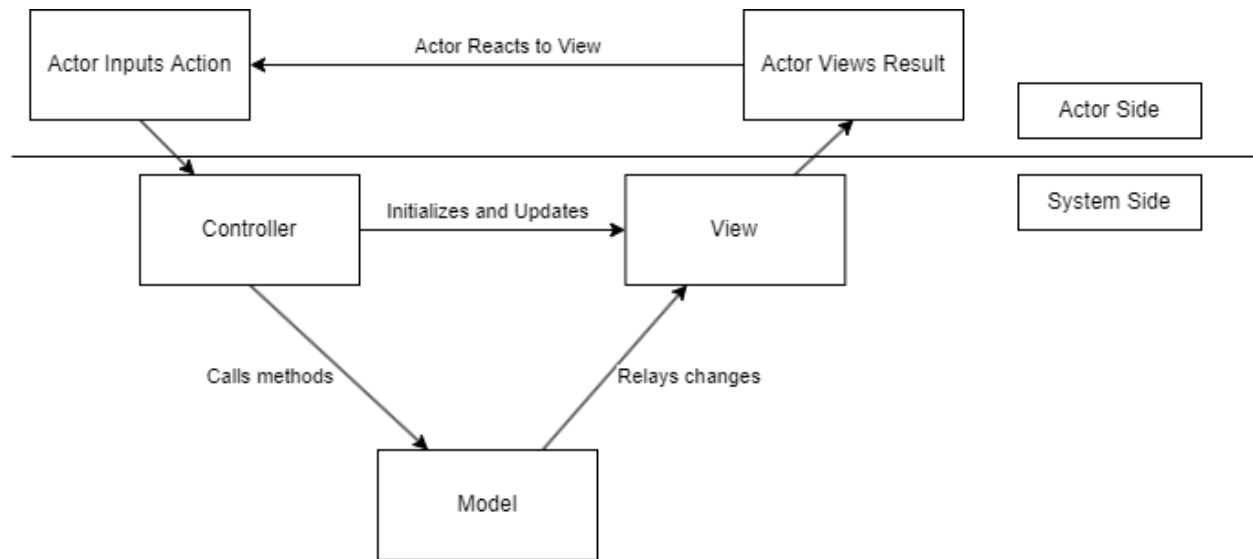 Actor Reacts to View
Actor Inputs Action
Actor Views Result
Actor Side
System Side
Initializes and Updates
Controller
View
Calls methods
Relays changes
Model